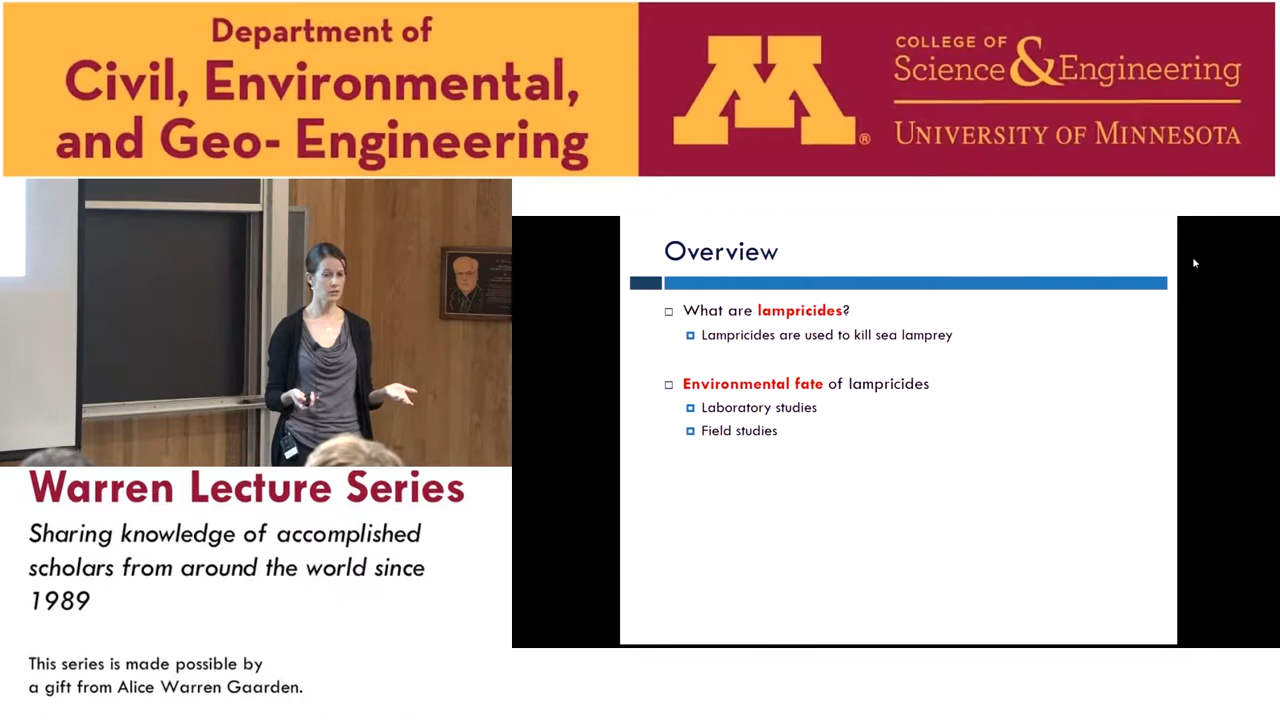 Department of
Civil, Environmental,
and Geo- Engineering
M®
COLLEGE OF
Science & Engineering
UNIVERSITY OF MINNESOTA
Overview
What are lampricides?
Lampricides are used to kill sea lamprey
Environmental fate of lampricides
Laboratory studies
Field studies
Warren Lecture Series
Sharing knowledge of accomplished
scholars from around the world since
1989
This series is made possible by
a gift from Alice Warren Gaarden.